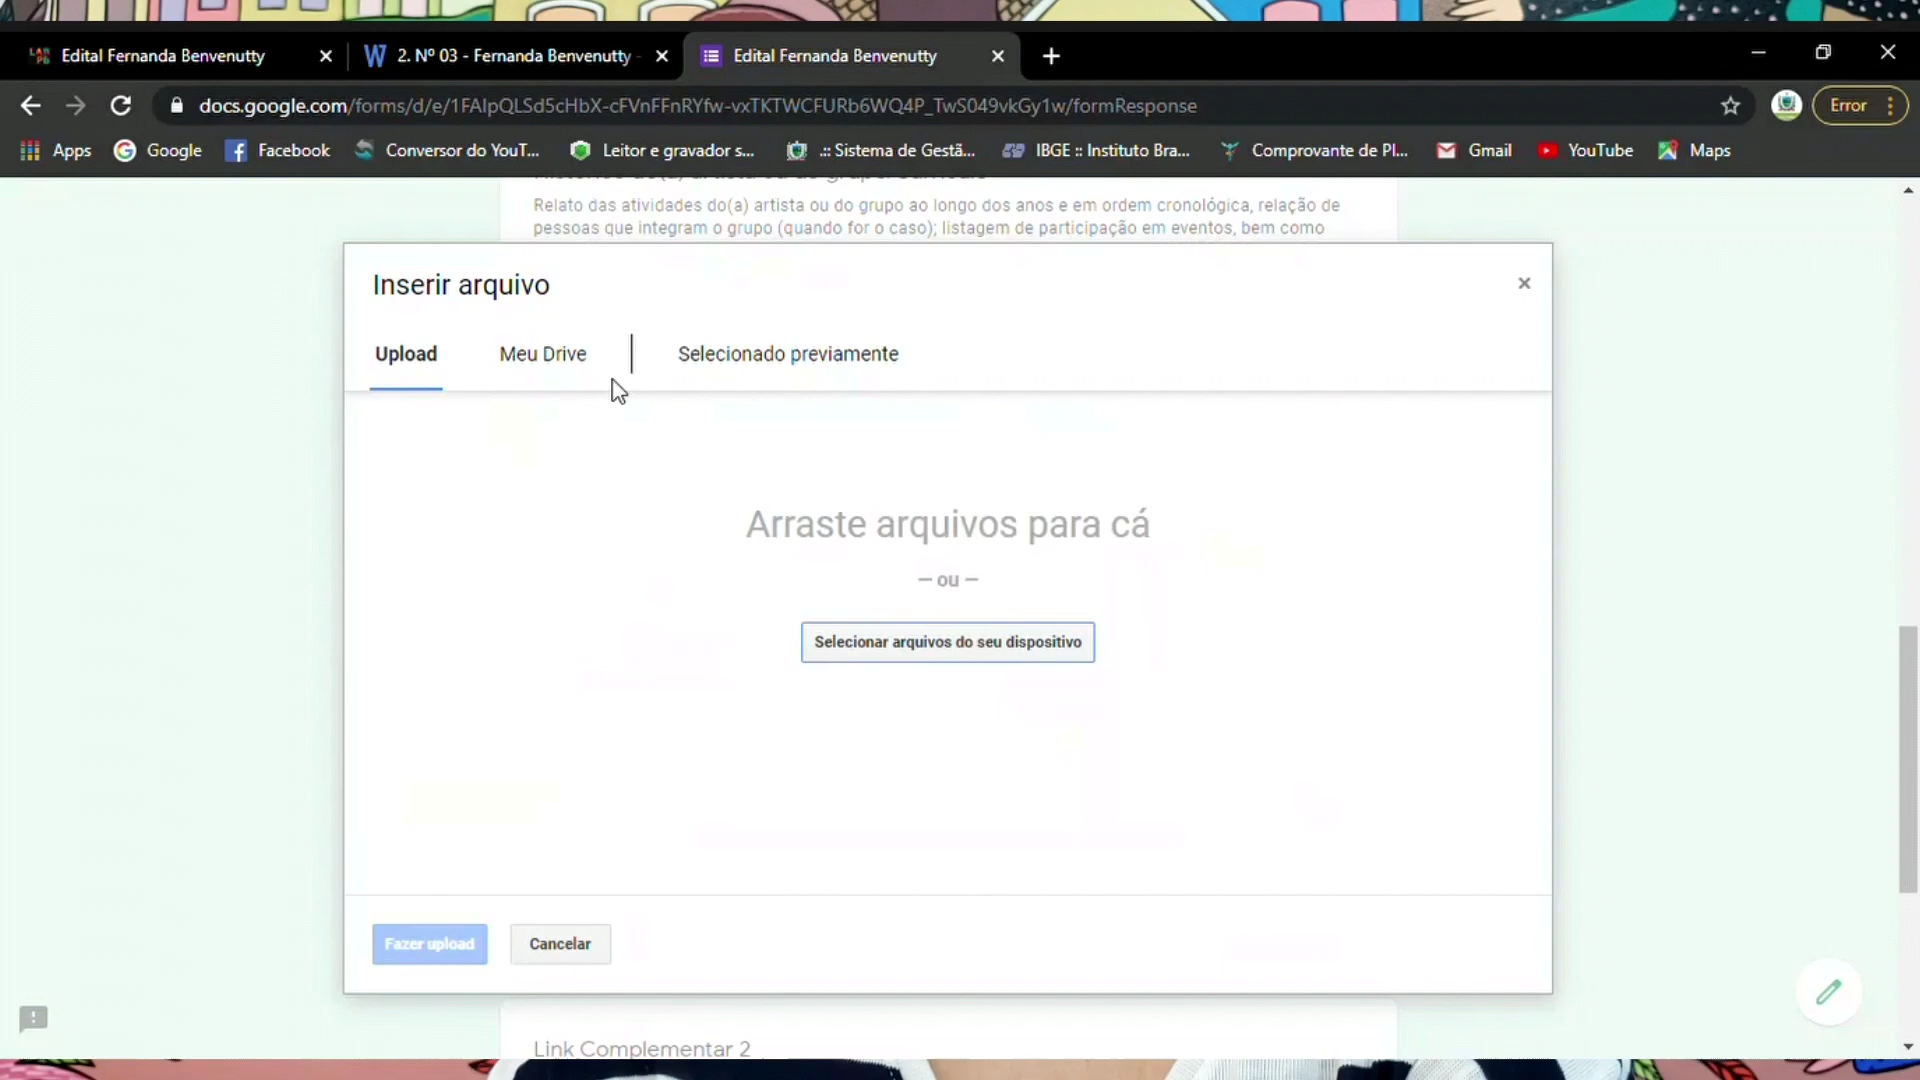 Edital Fernanda Benvenutty
2. Nº 03 - Fernanda Benvenutty -
Edital Fernanda Benvenutty
docs.google.com/forms/d/e/1FAIpQLSd5cHbX-cFVnFFnRYfw-vxTKTWCFURb6WQ4P_TwS049vkGy1w/formResponse
Error
Apps
Google
Facebook
Conversor do YouT...
Leitor e gravador s...
.:: Sistema de Gestã...
IBGE :: Instituto Bra...
Comprovante de Pl...
Gmail
YouTube
Maps
Relato das atividades do(a) artista ou do grupo ao longo dos anos e em ordem cronológica, relação de
pessoas que integram o grupo (quando for o caso); listagem de participação em eventos, bem como
Inserir arquivo
Upload
Meu Drive
Selecionado previamente
Arraste arquivos para cá
— ou —
Selecionar arquivos do seu dispositivo
Fazer upload
Cancelar
Link Complementar 2